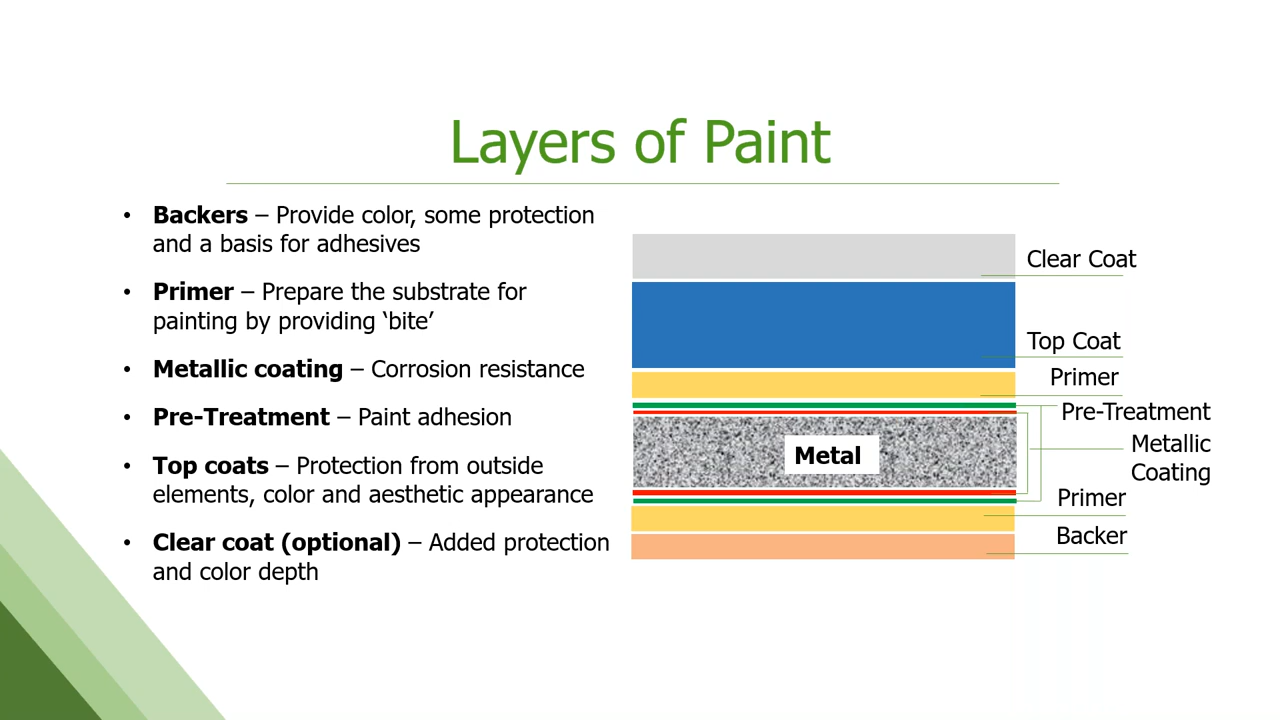 Layers of Paint
• Backers – Provide color, some protection
and a basis for adhesives
• Primer – Prepare the substrate for
painting by providing ‘bite’
• Metallic coating – Corrosion resistance
• Pre-Treatment – Paint adhesion
• Top coats – Protection from outside
elements, color and aesthetic appearance
• Clear coat (optional) – Added protection
and color depth
Clear Coat
Top Coat
Primer
Pre-Treatment
Metallic
Coating
Metal
Primer
Backer